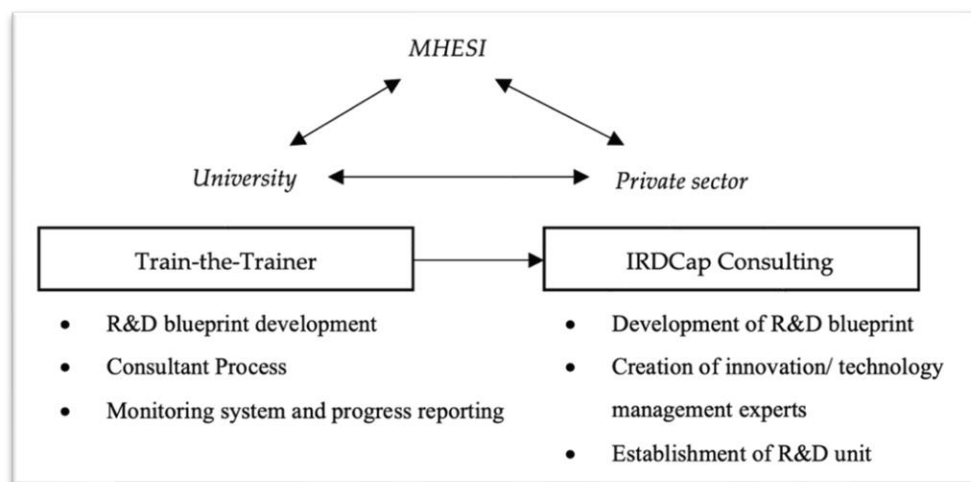 MHESI
University
Private sector
Train-the-Trainer
IRDCap Consulting
• R&D blueprint development
• Consultant Process
• Monitoring system and progress reporting
• Development of R&D blueprint
• Creation of innovation/ technology
management experts
• Establishment of R&D unit